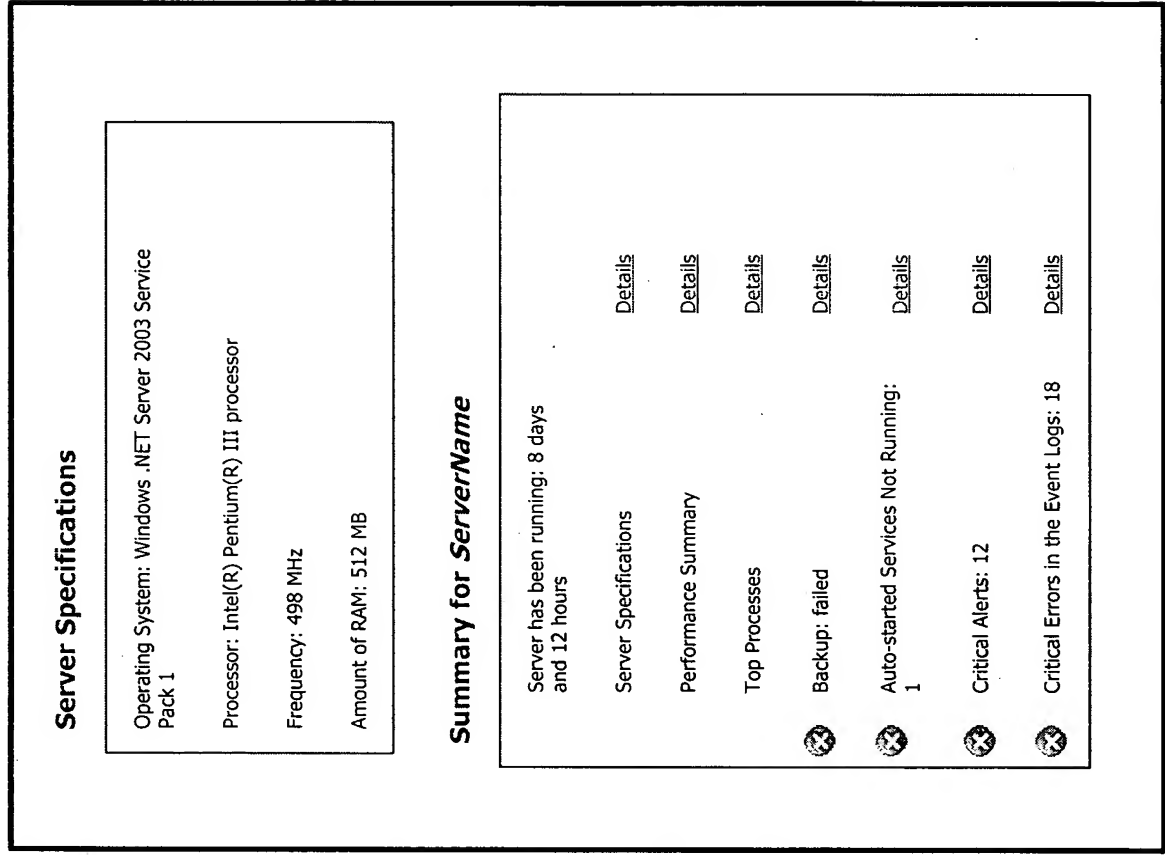 Server Specifications
Operating System: Windows .NET Server 2003 Service
Pack 1
Processor: Intel(R) Pentium(R) III processor
Frequency: 498 MHz
Amount of RAM: 512 MB
Summary for ServerName
Server has been running: 8 days
and 12 hours
Server Specifications Details
Performance Summary Details
Top Processes Details
Backup: failed Details
Auto-started Services Not Running: Details
1
Critical Alerts: 12 Details
Critical Errors in the Event Logs: 18 Details